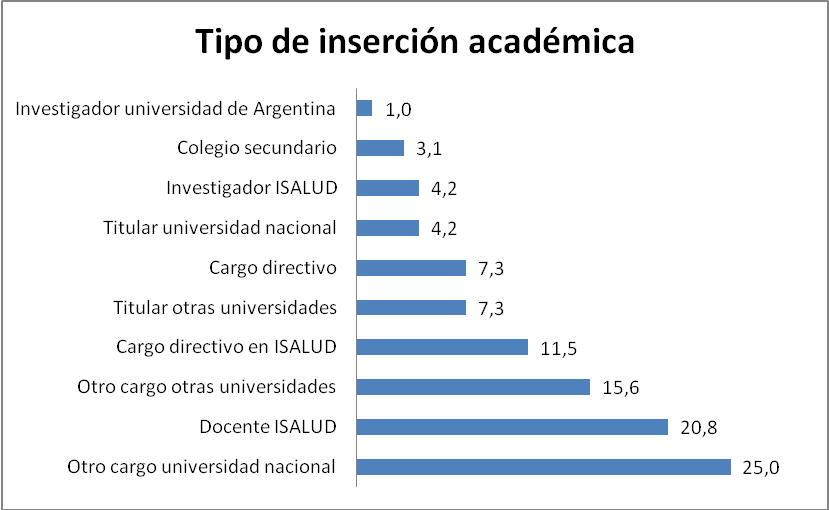 Tipo de inserción académica
Investigador universidad de Argentina 1,0
Colegio secundario 3,1
Investigador ISALUD 4,2
Titular universidad nacional 4,2
Cargo directivo 7,3
Titular otras universidades 7,3
Cargo directivo en ISALUD 11,5
Otro cargo otras universidades 15,6
Docente ISALUD 20,8
Otro cargo universidad nacional 25,0